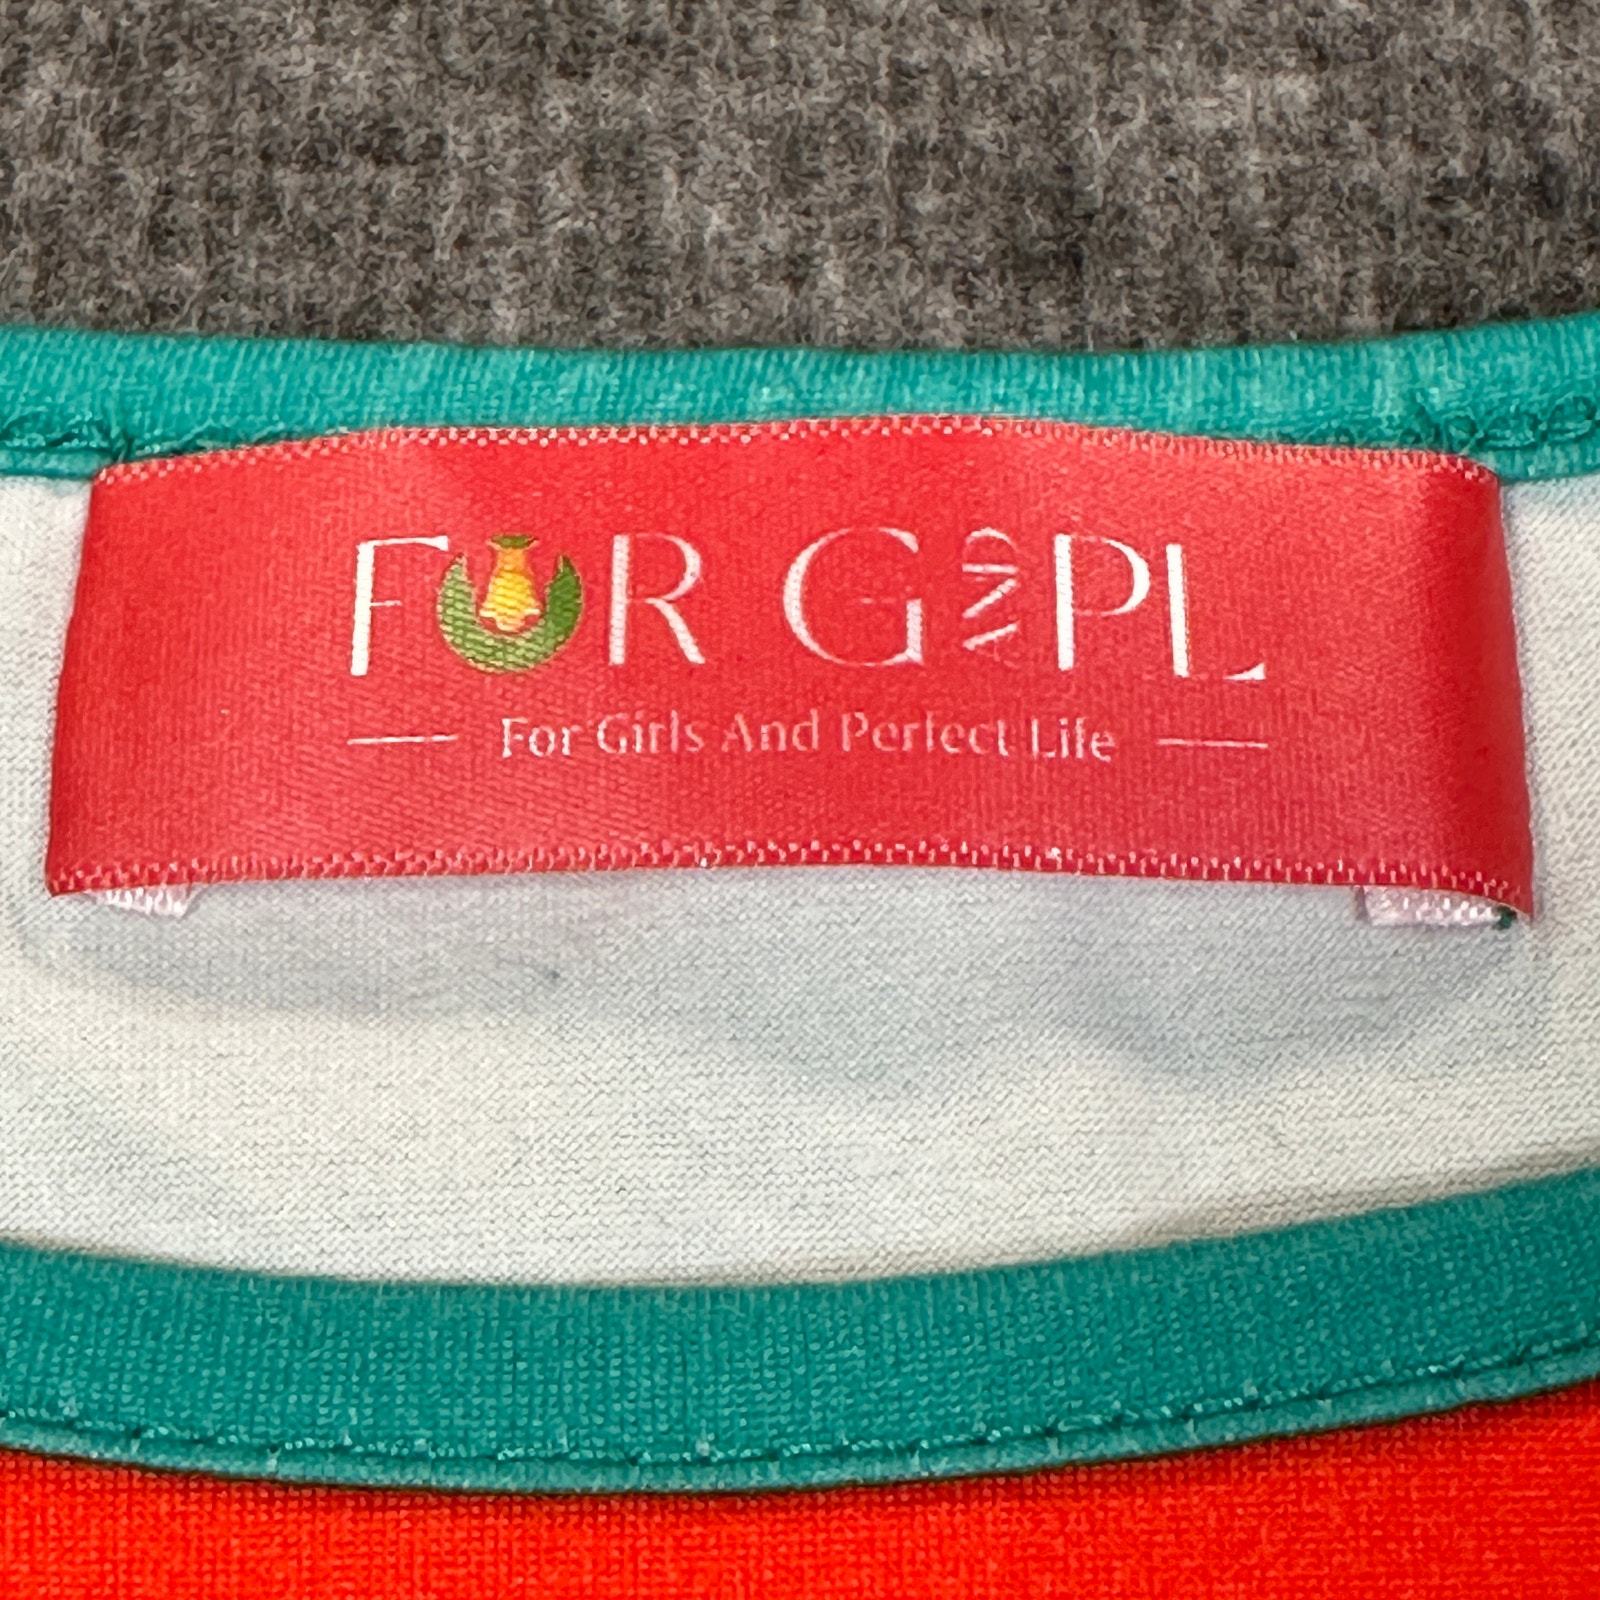 FOR G AND PL
For Girls And Perfect Life